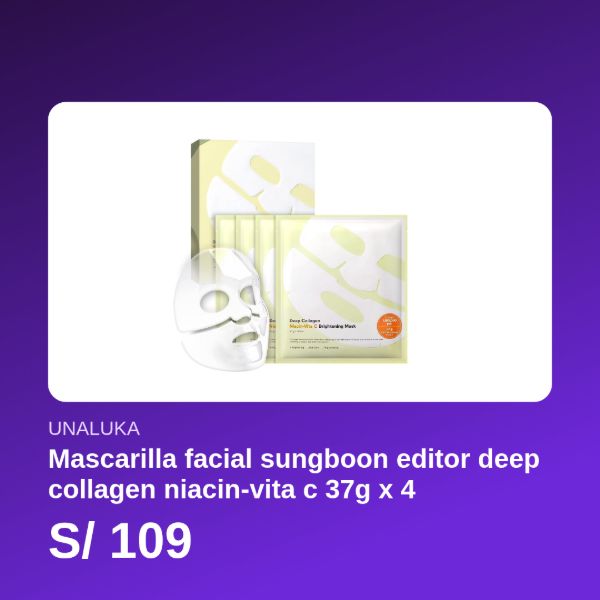 Deep Collagen
Niacin-Vita C Brightening Mask
UNALUKA
Mascarilla facial sungboon editor deep
collagen niacin-vita c 37g x 4
S/ 109